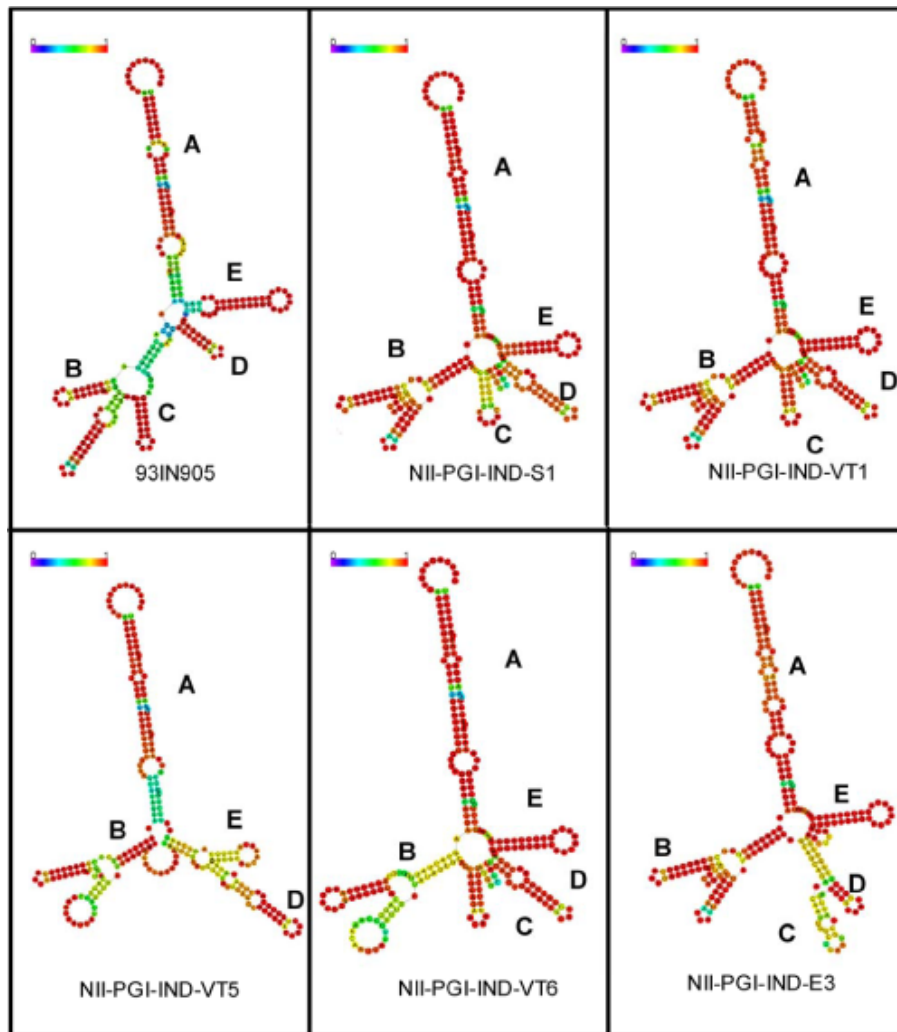 0 1
A
E
B
D
C
93IN905
0 1
A
E
B
D
C
NII-PGI-IND-S1
0 1
A
E
B
D
C
NII-PGI-IND-VT1
0 1
A
E
B
D
NII-PGI-IND-VT5
0 1
A
E
B
D
C
NII-PGI-IND-VT6
0 1
A
E
B
D
C
NII-PGI-IND-E3